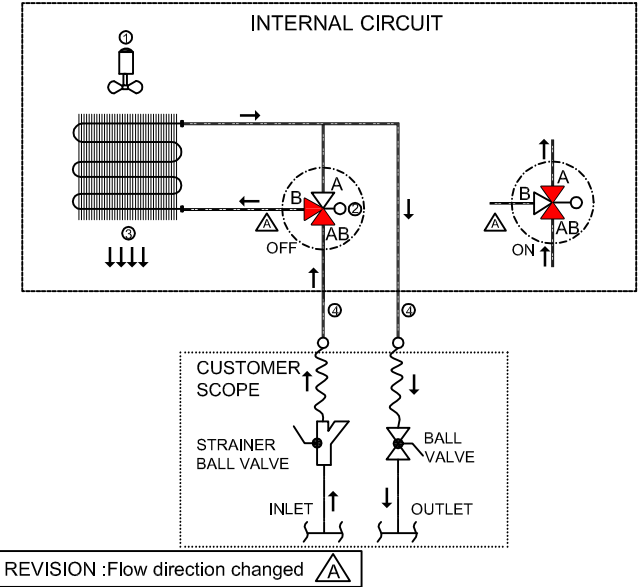 INTERNAL CIRCUIT
1
A
B
2
AB
A
OFF
3
A
B
A
AB
ON
4
4
CUSTOMER
SCOPE
STRAINER
BALL VALVE
BALL
VALVE
INLET
OUTLET
REVISION :Flow direction changed A